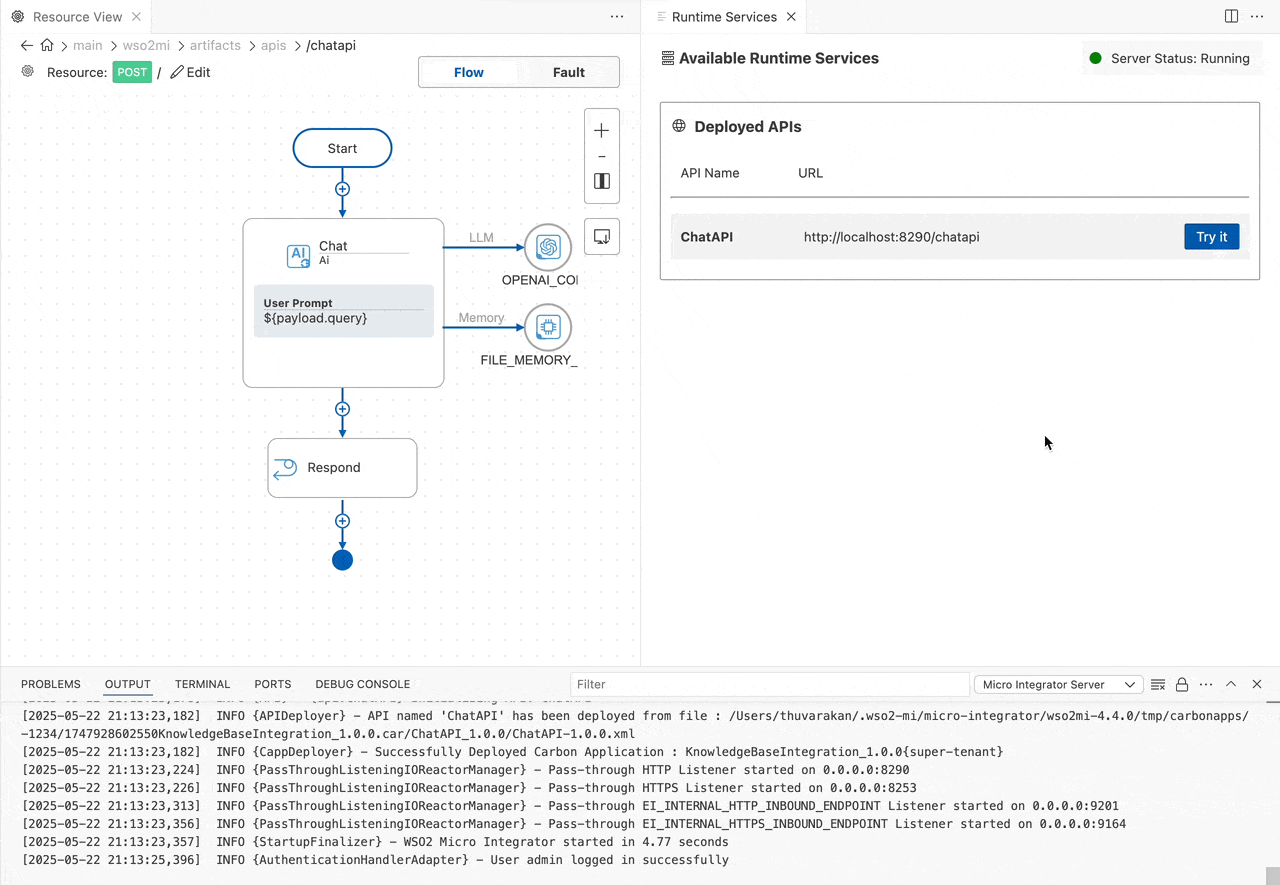 Resource View
Runtime Services
main wso2mi artifacts apis /chatapi
Resource: POST / Edit
Flow Fault
Start
Chat
Ai
User Prompt
${payload.query}
LLM
OPENAI_CO
Memory
FILE_MEMORY_
Respond
Available Runtime Services
Server Status: Running
Deployed APIs
API Name URL
ChatAPI http://localhost:8290/chatapi Try it
PROBLEMS OUTPUT TERMINAL PORTS DEBUG CONSOLE
Filter
Micro Integrator Server
[2025-05-22 21:13:23,182] INFO {APIDeployer} - API named 'ChatAPI' has been deployed from file : /Users/thuvarakan/.wso2-mi/micro-integrator/wso2mi-4.4.0/tmp/carbonapps/
-1234/1747928602550KnowledgeBaseIntegration_1.0.0.car/ChatAPI_1.0.0/ChatAPI-1.0.0.xml
[2025-05-22 21:13:23,182] INFO {CappDeployer} - Successfully Deployed Carbon Application : KnowledgeBaseIntegration_1.0.0{super-tenant}
[2025-05-22 21:13:23,224] INFO {PassThroughListeningIOReactorManager} - Pass-through HTTP Listener started on 0.0.0.0:8290
[2025-05-22 21:13:23,226] INFO {PassThroughListeningIOReactorManager} - Pass-through HTTPS Listener started on 0.0.0.0:8253
[2025-05-22 21:13:23,313] INFO {PassThroughListeningIOReactorManager} - Pass-through EI_INTERNAL_HTTP_INBOUND_ENDPOINT Listener started on 0.0.0.0:9201
[2025-05-22 21:13:23,356] INFO {PassThroughListeningIOReactorManager} - Pass-through EI_INTERNAL_HTTPS_INBOUND_ENDPOINT Listener started on 0.0.0.0:9164
[2025-05-22 21:13:23,357] INFO {StartupFinalizer} - WSO2 Micro Integrator started in 4.77 seconds
[2025-05-22 21:13:25,396] INFO {AuthenticationHandlerAdapter} - User admin logged in successfully